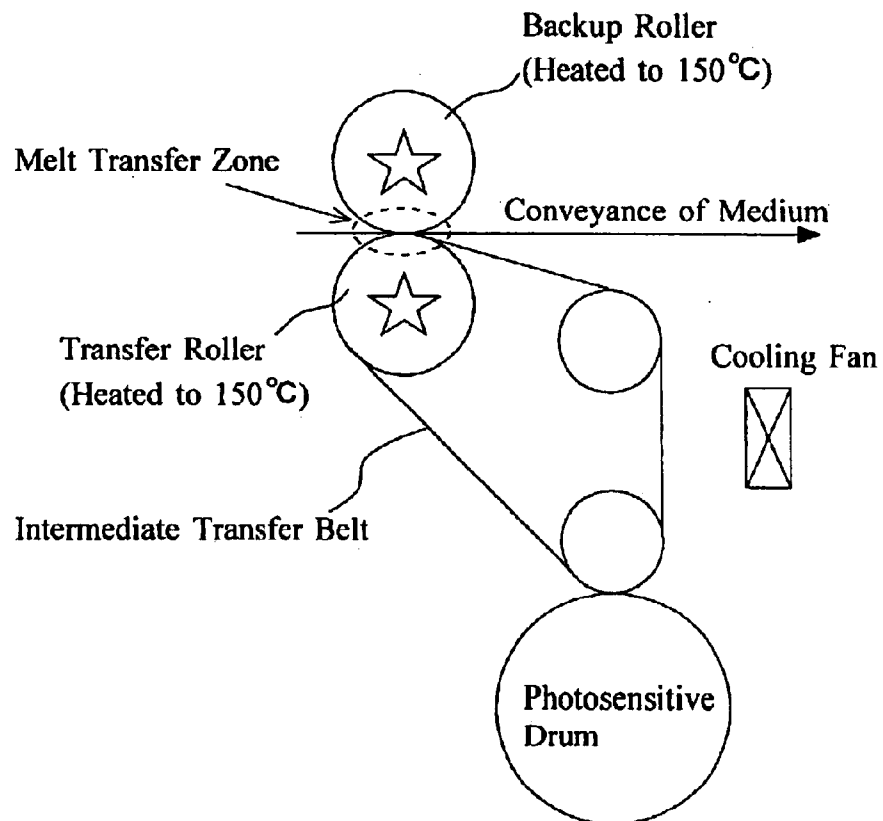 Backup Roller
(Heated to 150°C)
Melt Transfer Zone
Conveyance of Medium
Transfer Roller
(Heated to 150°C)
Cooling Fan
Intermediate Transfer Belt
Photosensitive
Drum